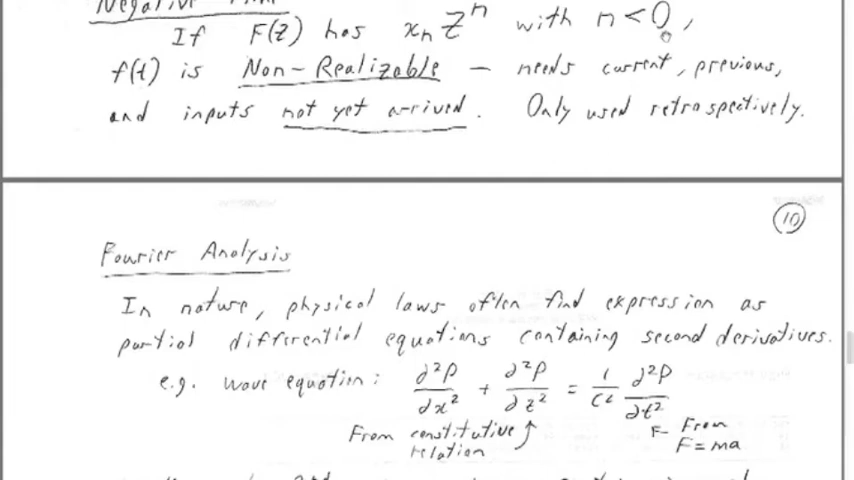 If F(Z) has xₙ Zⁿ with n < 0,
f(t) is Non-Realizable — needs current, previous,
and inputs not yet arrived. Only used retrospectively.
10
Fourier Analysis
In nature, physical laws often find expression as
partial differential equations containing second derivatives.
e.g. wave equation: ∂²P/∂x² + ∂²P/∂z² = 1/c² ∂²P/∂t²
From constitutive relation
From
F=ma